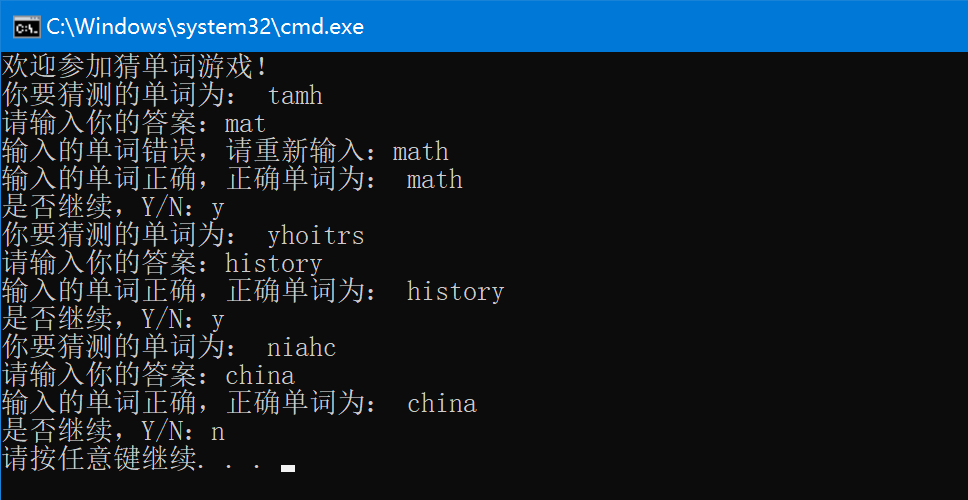 C:\Windows\system32\cmd.exe
欢迎参加猜单词游戏!
你要猜测的单词为： tamh
请输入你的答案：mat
输入的单词错误，请重新输入：math
输入的单词正确，正确单词为： math
是否继续，Y/N：y
你要猜测的单词为： yhoitrs
请输入你的答案：history
输入的单词正确，正确单词为： history
是否继续，Y/N：y
你要猜测的单词为： niahc
请输入你的答案：china
输入的单词正确，正确单词为： china
是否继续，Y/N：n
请按任意键继续. . .